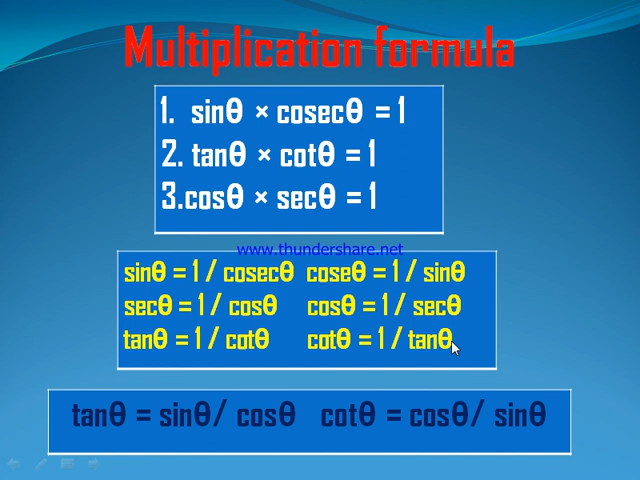 Multiplication formula
1. sinθ × cosecθ = 1
2. tanθ × cotθ = 1
3.cosθ × secθ = 1
www.thundershare.net
sinθ = 1 / cosecθ coseθ = 1 / sinθ
secθ = 1 / cosθ cosθ = 1 / secθ
tanθ = 1 / cotθ cotθ = 1 / tanθ
tanθ = sinθ/ cosθ cotθ = cosθ/ sinθ